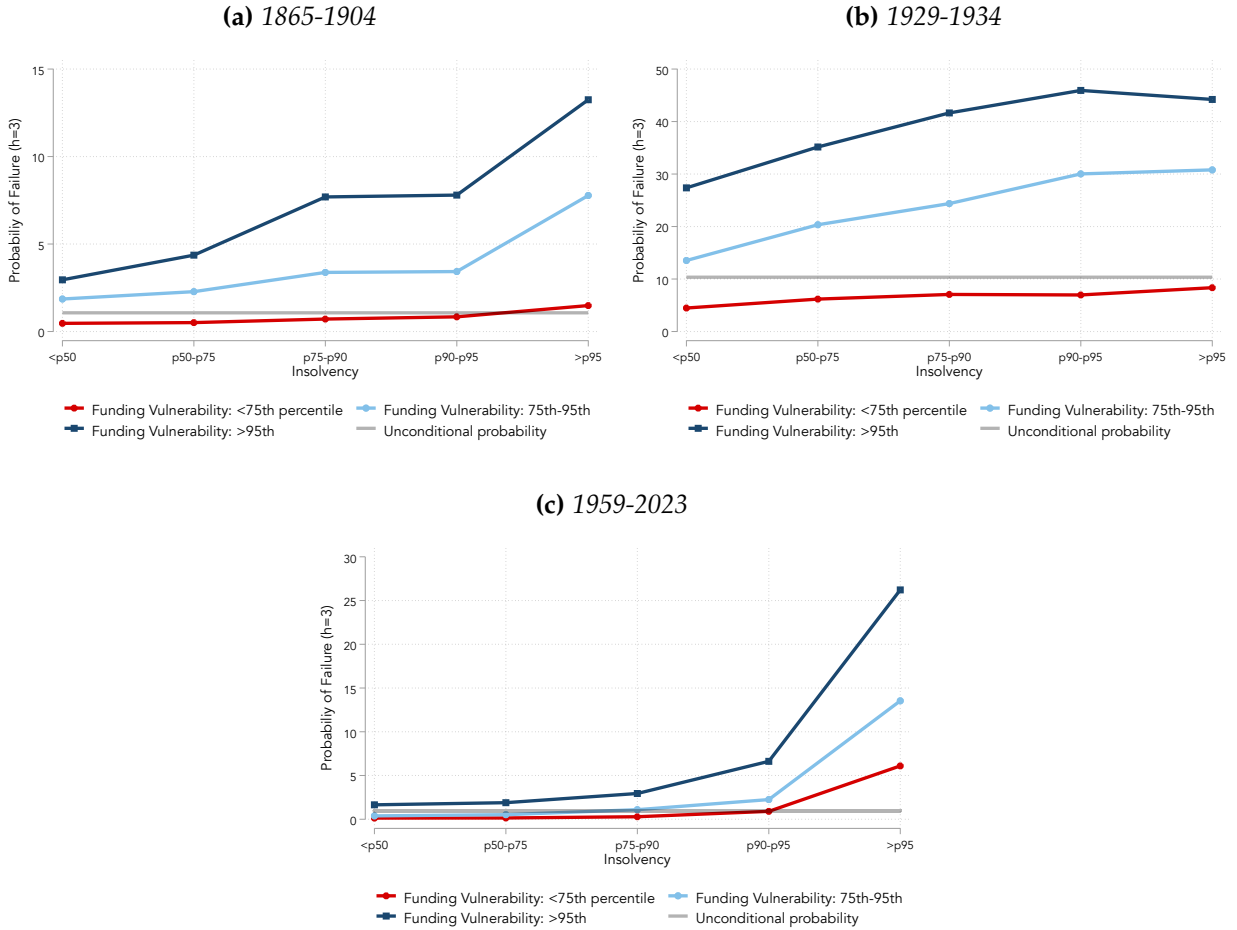 (a) 1865-1904
15
10
5
0
Probabiliy of Failure (h=3)
<p50 p50-p75 p75-p90 p90-p95 >p95
Insolvency
Funding Vulnerability: <75th percentile Funding Vulnerability: 75th-95th
Funding Vulnerability: >95th Unconditional probability
(b) 1929-1934
50
40
30
20
10
0
Probabiliy of Failure (h=3)
<p50 p50-p75 p75-p90 p90-p95 >p95
Insolvency
Funding Vulnerability: <75th percentile Funding Vulnerability: 75th-95th
Funding Vulnerability: >95th Unconditional probability
(c) 1959-2023
30
25
20
15
10
5
0
Probabiliy of Failure (h=3)
<p50 p50-p75 p75-p90 p90-p95 >p95
Insolvency
Funding Vulnerability: <75th percentile Funding Vulnerability: 75th-95th
Funding Vulnerability: >95th Unconditional probability